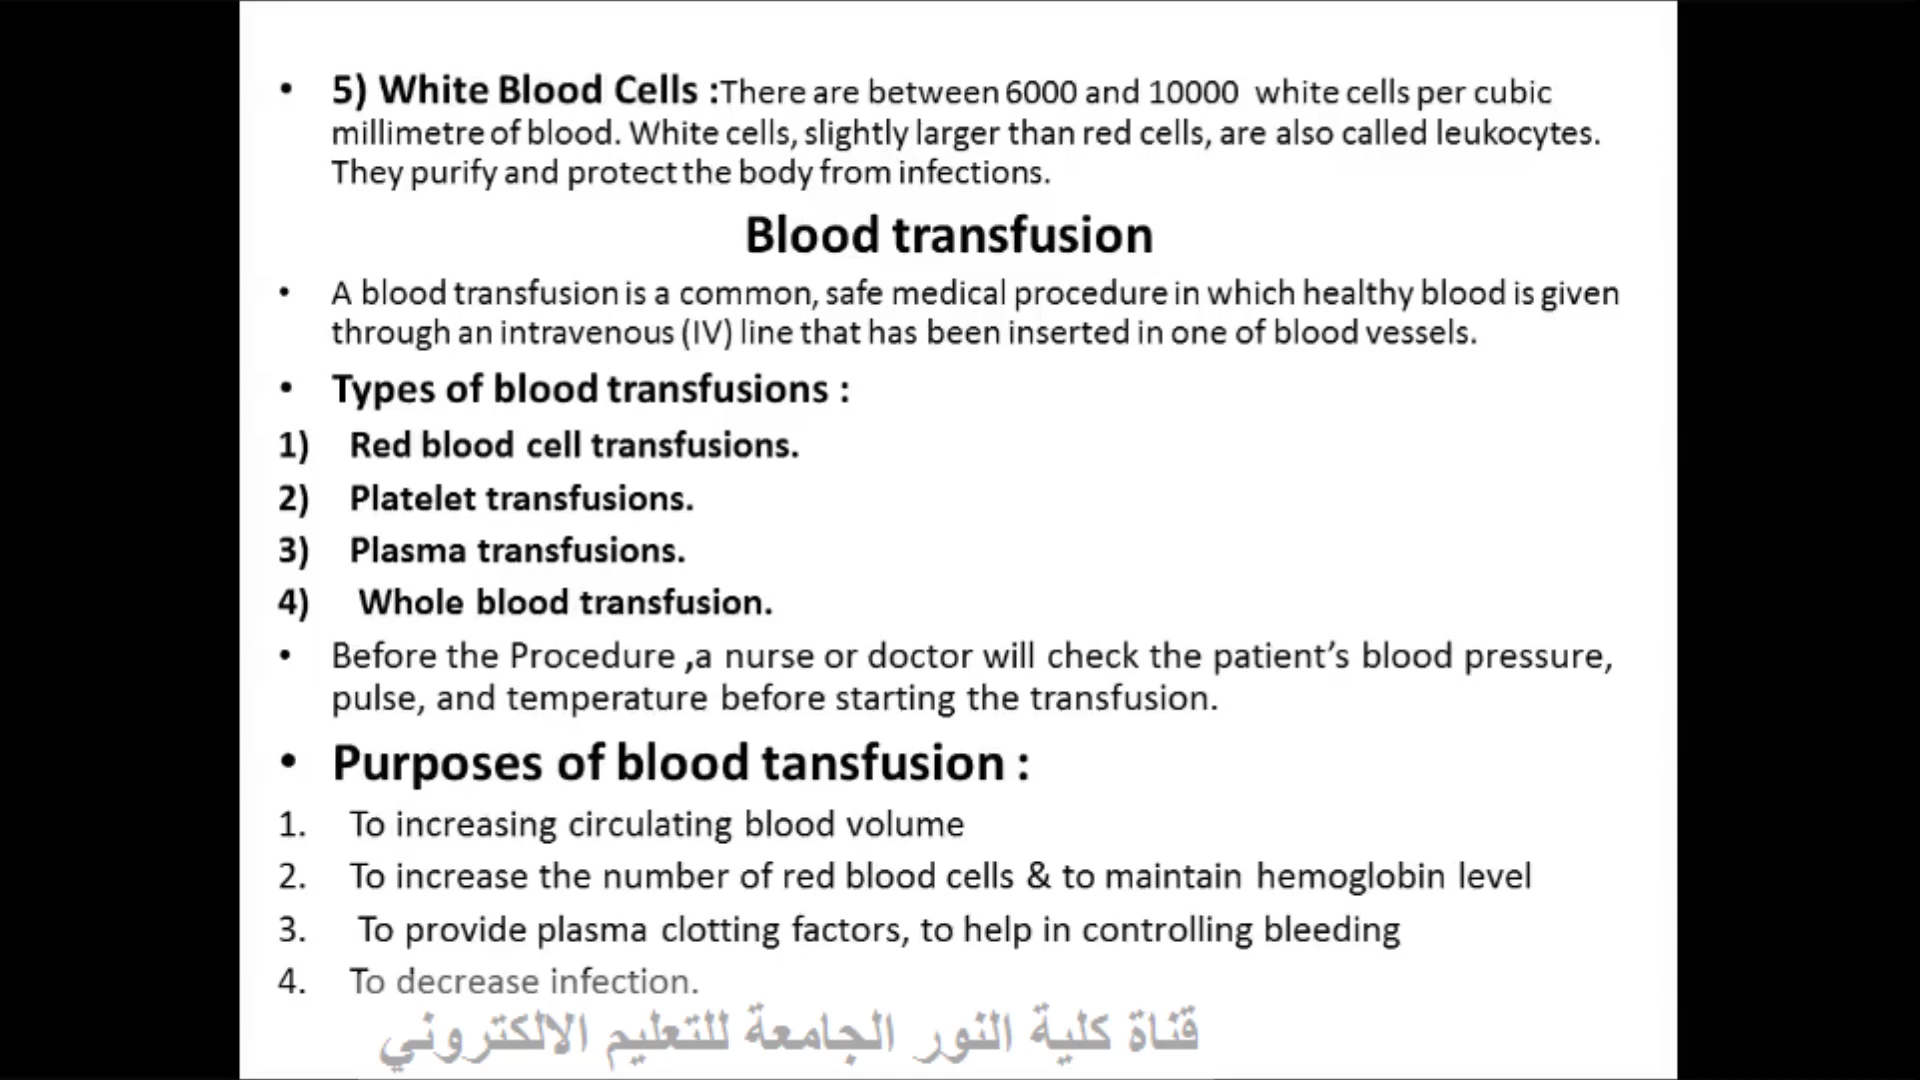 • 5) White Blood Cells :There are between 6000 and 10000 white cells per cubic
millimetre of blood. White cells, slightly larger than red cells, are also called leukocytes.
They purify and protect the body from infections.
Blood transfusion
• A blood transfusion is a common, safe medical procedure in which healthy blood is given
through an intravenous (IV) line that has been inserted in one of blood vessels.
• Types of blood transfusions :
1) Red blood cell transfusions.
2) Platelet transfusions.
3) Plasma transfusions.
4) Whole blood transfusion.
• Before the Procedure ,a nurse or doctor will check the patient’s blood pressure,
pulse, and temperature before starting the transfusion.
• Purposes of blood tansfusion :
1. To increasing circulating blood volume
2. To increase the number of red blood cells & to maintain hemoglobin level
3. To provide plasma clotting factors, to help in controlling bleeding
4. To decrease infection.
قناة كلية النور الجامعة للتعليم الالكتروني